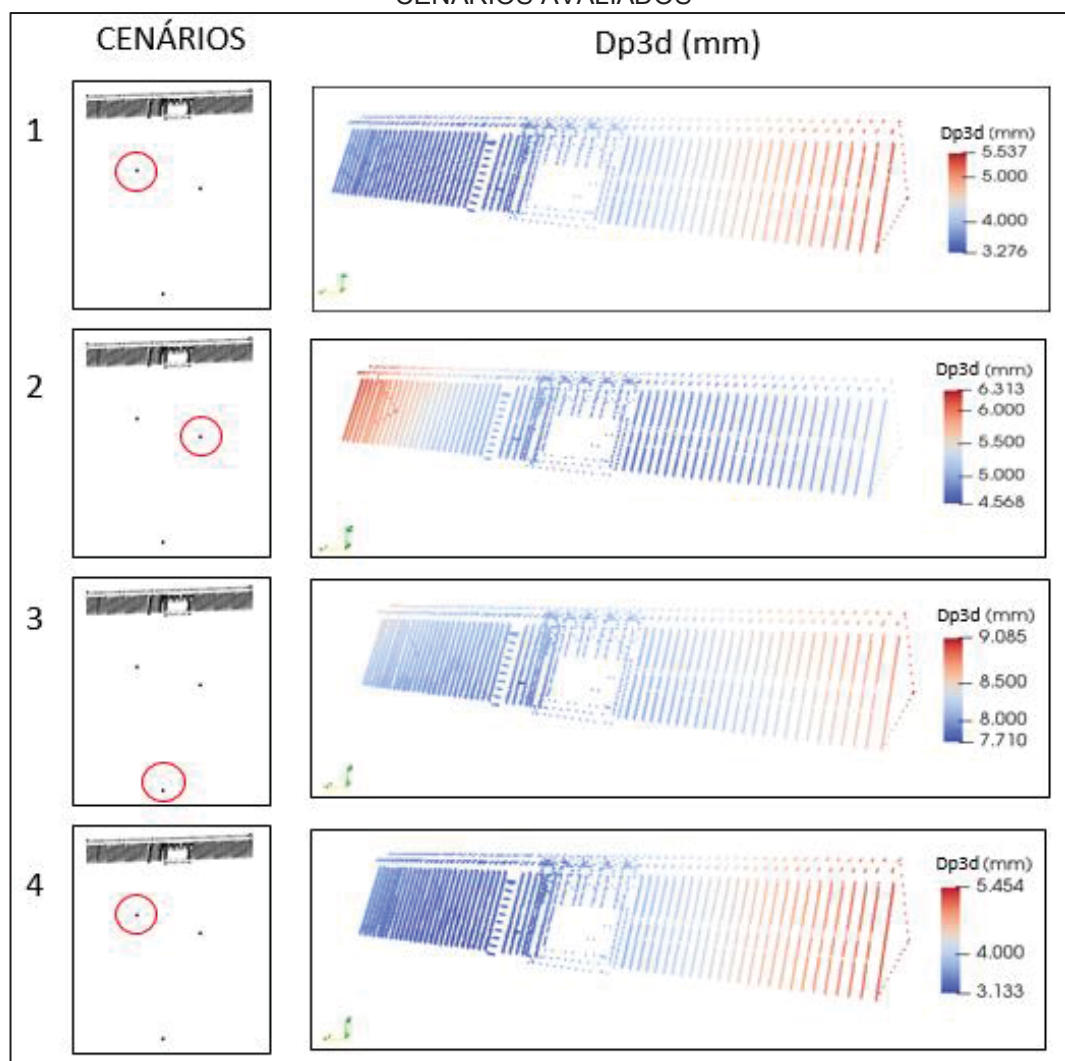 CENÁRIOS AVALIADOS
CENÁRIOS
Dp3d (mm)
1
Dp3d (mm)
5.537
5.000
4.000
3.276
2
Dp3d (mm)
6.313
6.000
5.500
5.000
4.568
3
Dp3d (mm)
9.085
8.500
8.000
7.710
4
Dp3d (mm)
5.454
4.000
3.133